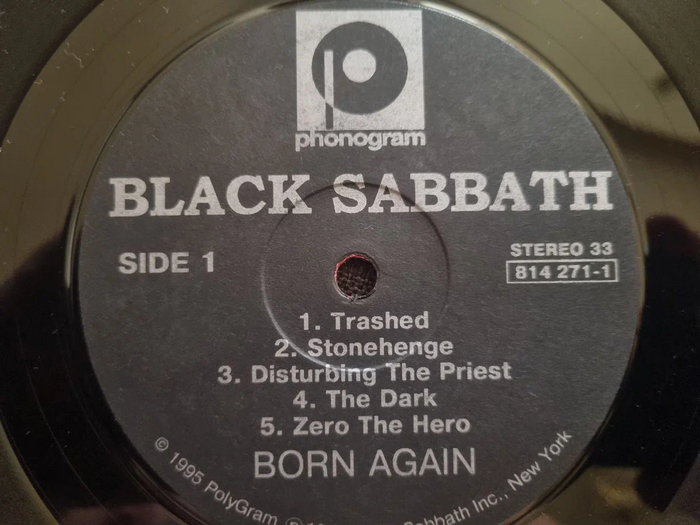 phonogram
BLACK SABBATH
SIDE 1
STEREO 33
814 271-1
1. Trashed
2. Stonehenge
3. Disturbing The Priest
4. The Dark
5. Zero The Hero
BORN AGAIN
© 1995 PolyGram Sabbath Inc., New York